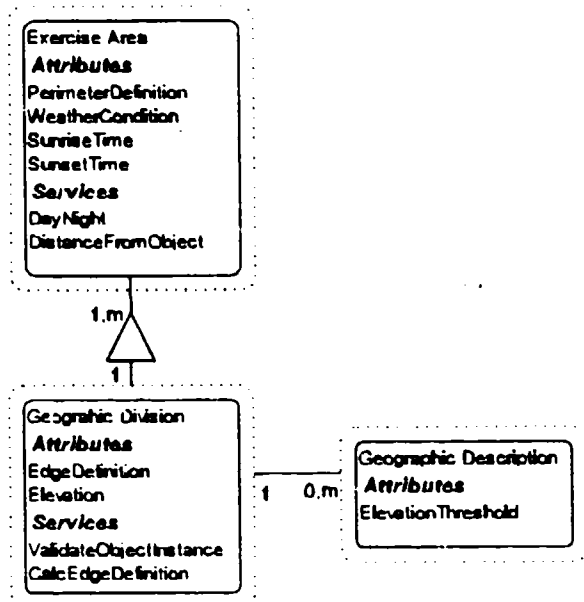 Exercise Area
Attributes
PerimeterDefinition
WeatherCondition
SunriseTime
SunsetTime
Services
DayNight
DistanceFromObject
1,m
1
Geograhic Division
Attributes
EdgeDefinition
Elevation
Services
ValidateObjectInstance
CalcEdgeDefinition
1
0,m
Geographic Description
Attributes
ElevationThreshold